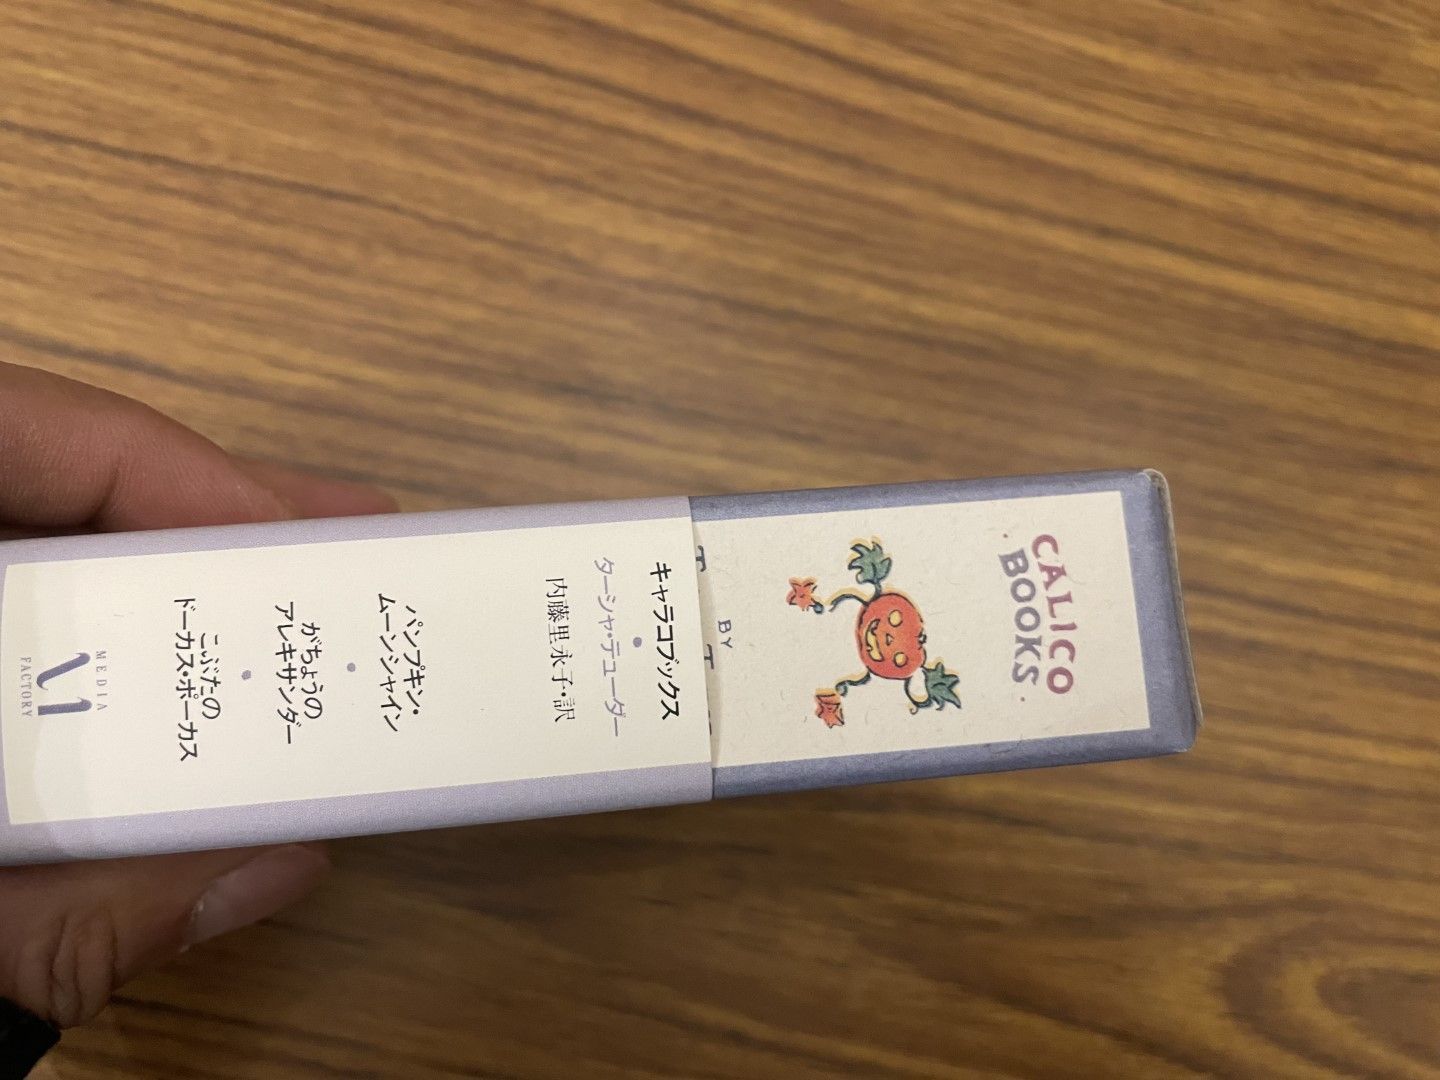 CALICO
BOOKS
BY
キャラコブックス
ターシャ・テューダー
内藤里永子・訳
パンプキン・
ムーンシャイン
がちょうの
アレキサンダー
こぶたの
ドーカス・ポーカス
MEDIA
FACTORY